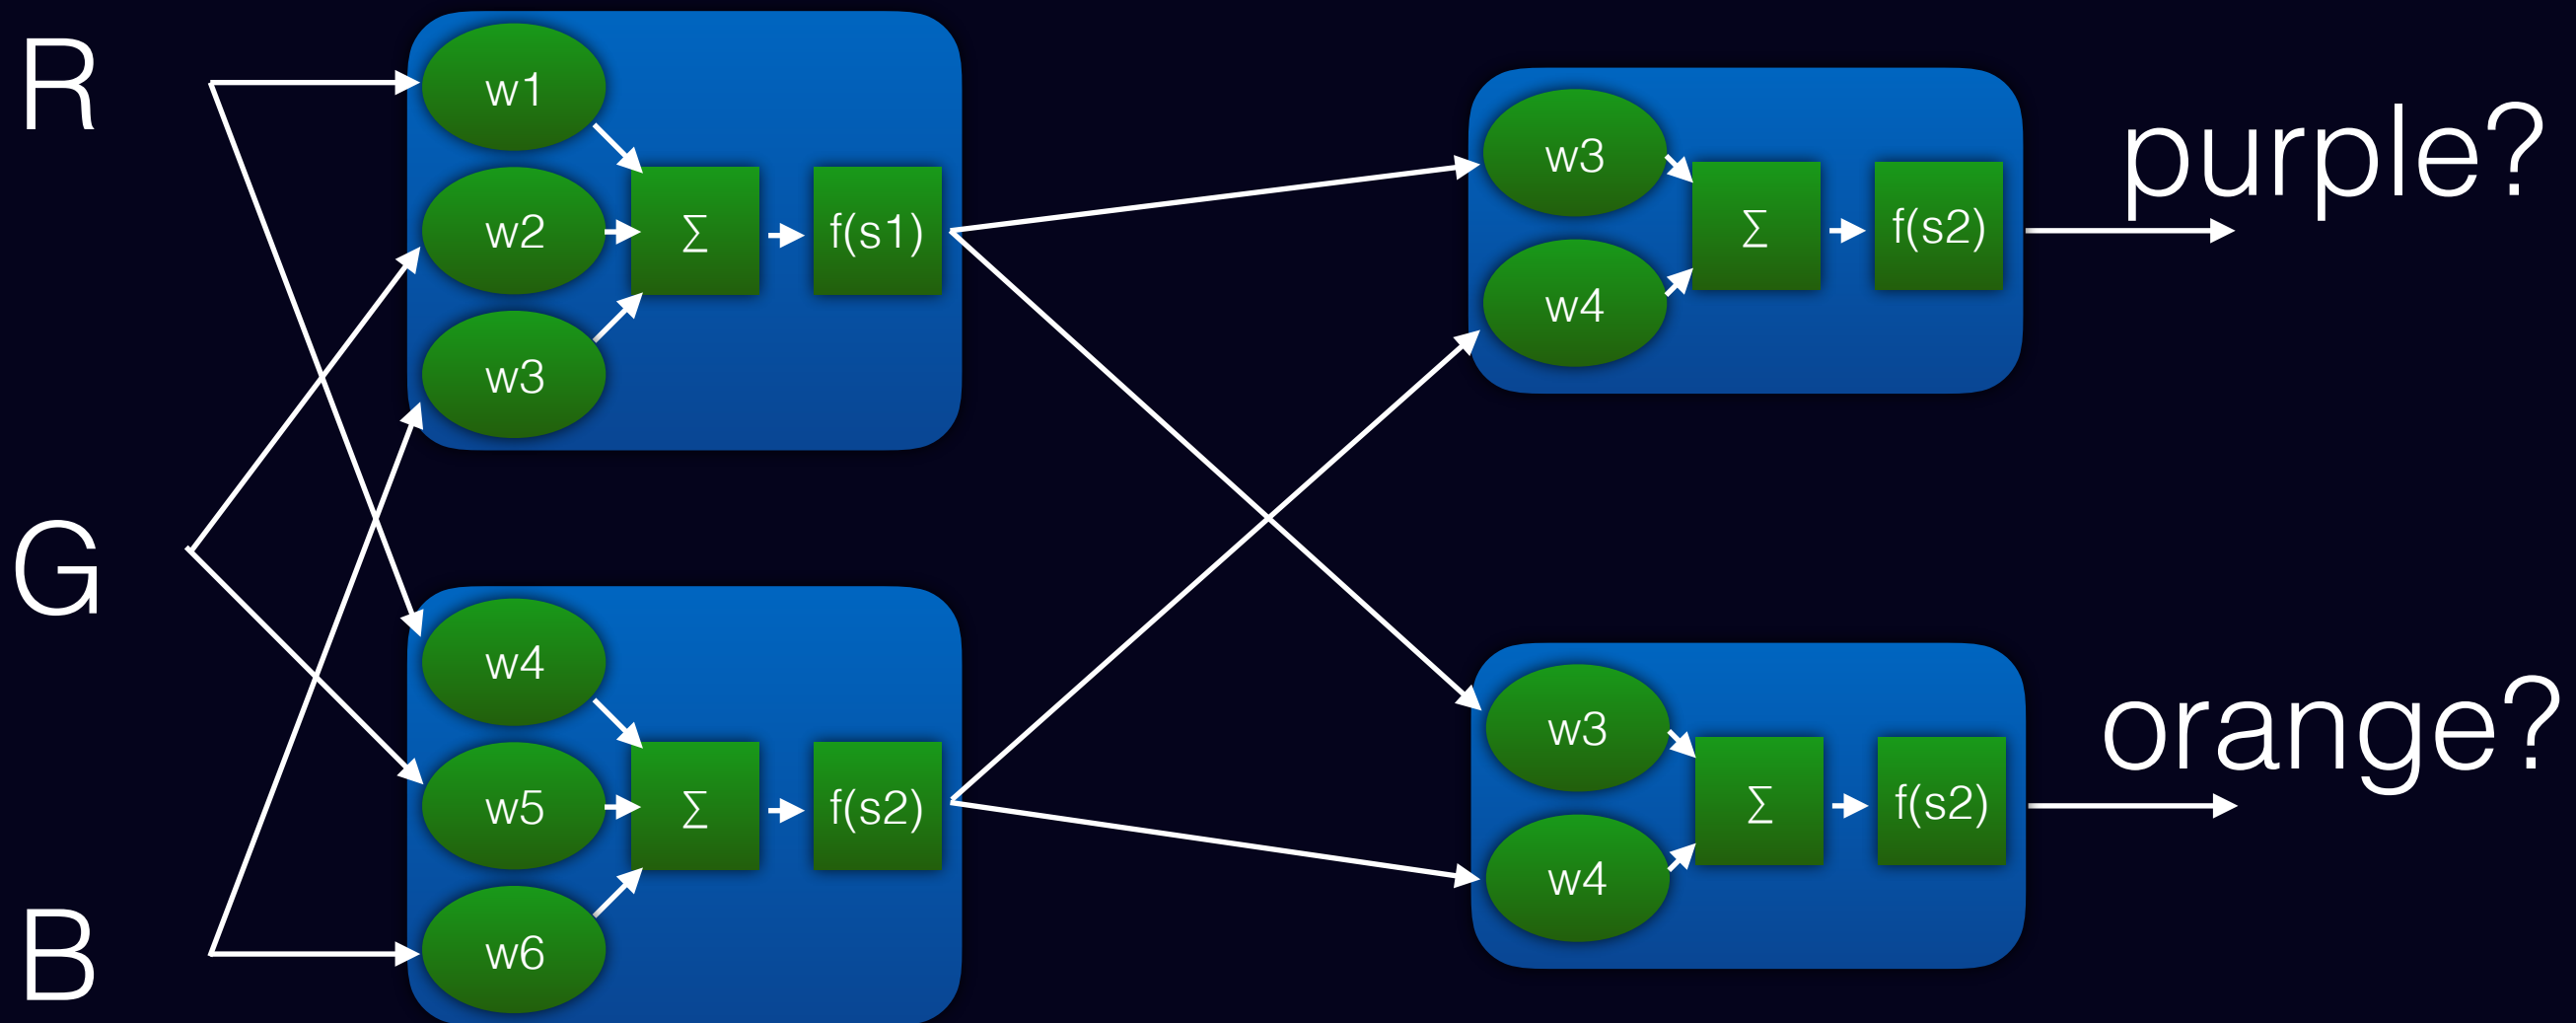 R
G
B
w1
w2
w3
∑
f(s1)
w4
w5
w6
∑
f(s2)
w3
w4
∑
f(s2)
purple?
w3
w4
∑
f(s2)
orange?